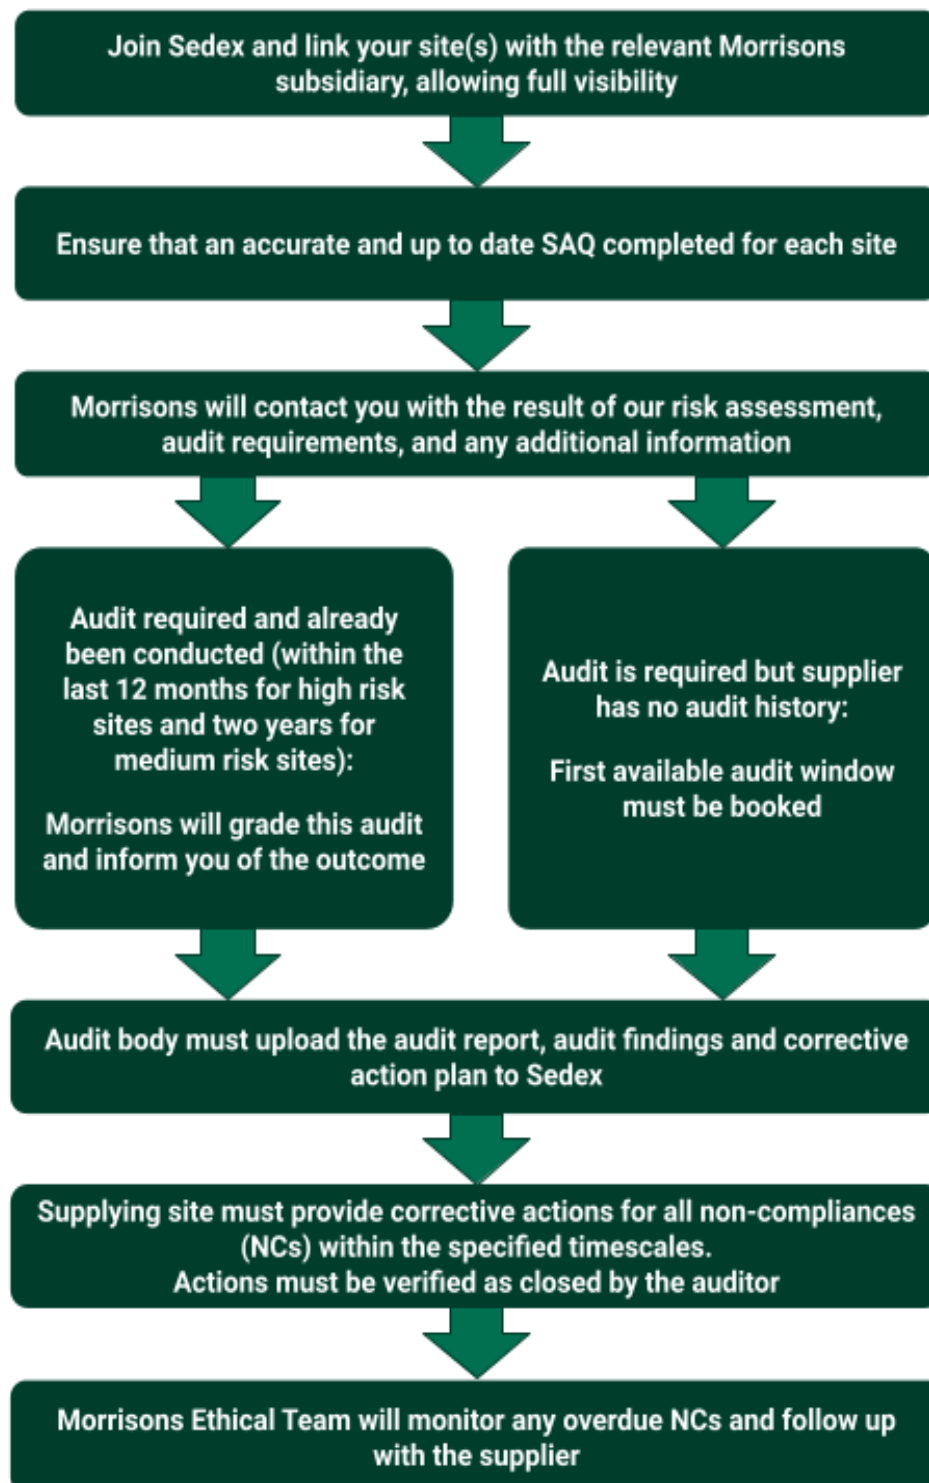 Join Sedex and link your site(s) with the relevant Morrisons
subsidiary, allowing full visibility
Ensure that an accurate and up to date SAQ completed for each site
Morrisons will contact you with the result of our risk assessment,
audit requirements, and any additional information
Audit required and already
been conducted (within the
last 12 months for high risk
sites and two years for
medium risk sites):
Morrisons will grade this audit
and inform you of the outcome
Audit is required but supplier
has no audit history:
First available audit window
must be booked
Audit body must upload the audit report, audit findings and corrective
action plan to Sedex
Supplying site must provide corrective actions for all non-compliances
(NCs) within the specified timescales.
Actions must be verified as closed by the auditor
Morrisons Ethical Team will monitor any overdue NCs and follow up
with the supplier